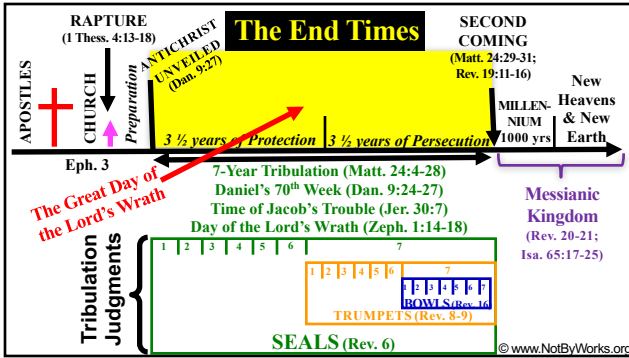 The End Times
RAPTURE
(1 Thess. 4:13-18)
SECOND
COMING
(Matt. 24:29-31;
Rev. 19:11-16)
APOSTLES
CHURCH
Preparation
ANTICHRIST
UNVEILED
(Dan. 9:27)
MILLEN-
NIUM
1000 yrs
New
Heavens
& New
Earth
3 ½ years of Protection
3 ½ years of Persecution
Eph. 3
The Great Day of
the Lord's Wrath
7-Year Tribulation (Matt. 24:4-28)
Daniel's 70th Week (Dan. 9:24-27)
Time of Jacob's Trouble (Jer. 30:7)
Day of the Lord's Wrath (Zeph. 1:14-18)
Messianic
Kingdom
(Rev. 20-21;
Isa. 65:17-25)
Tribulation
Judgments
1 2 3 4 5 6 7
1 2 3 4 5 6 7
1 2 3 4 5 6 7
BOWLS (Rev. 16)
TRUMPETS (Rev. 8-9)
SEALS (Rev. 6)
© www.NotByWorks.org